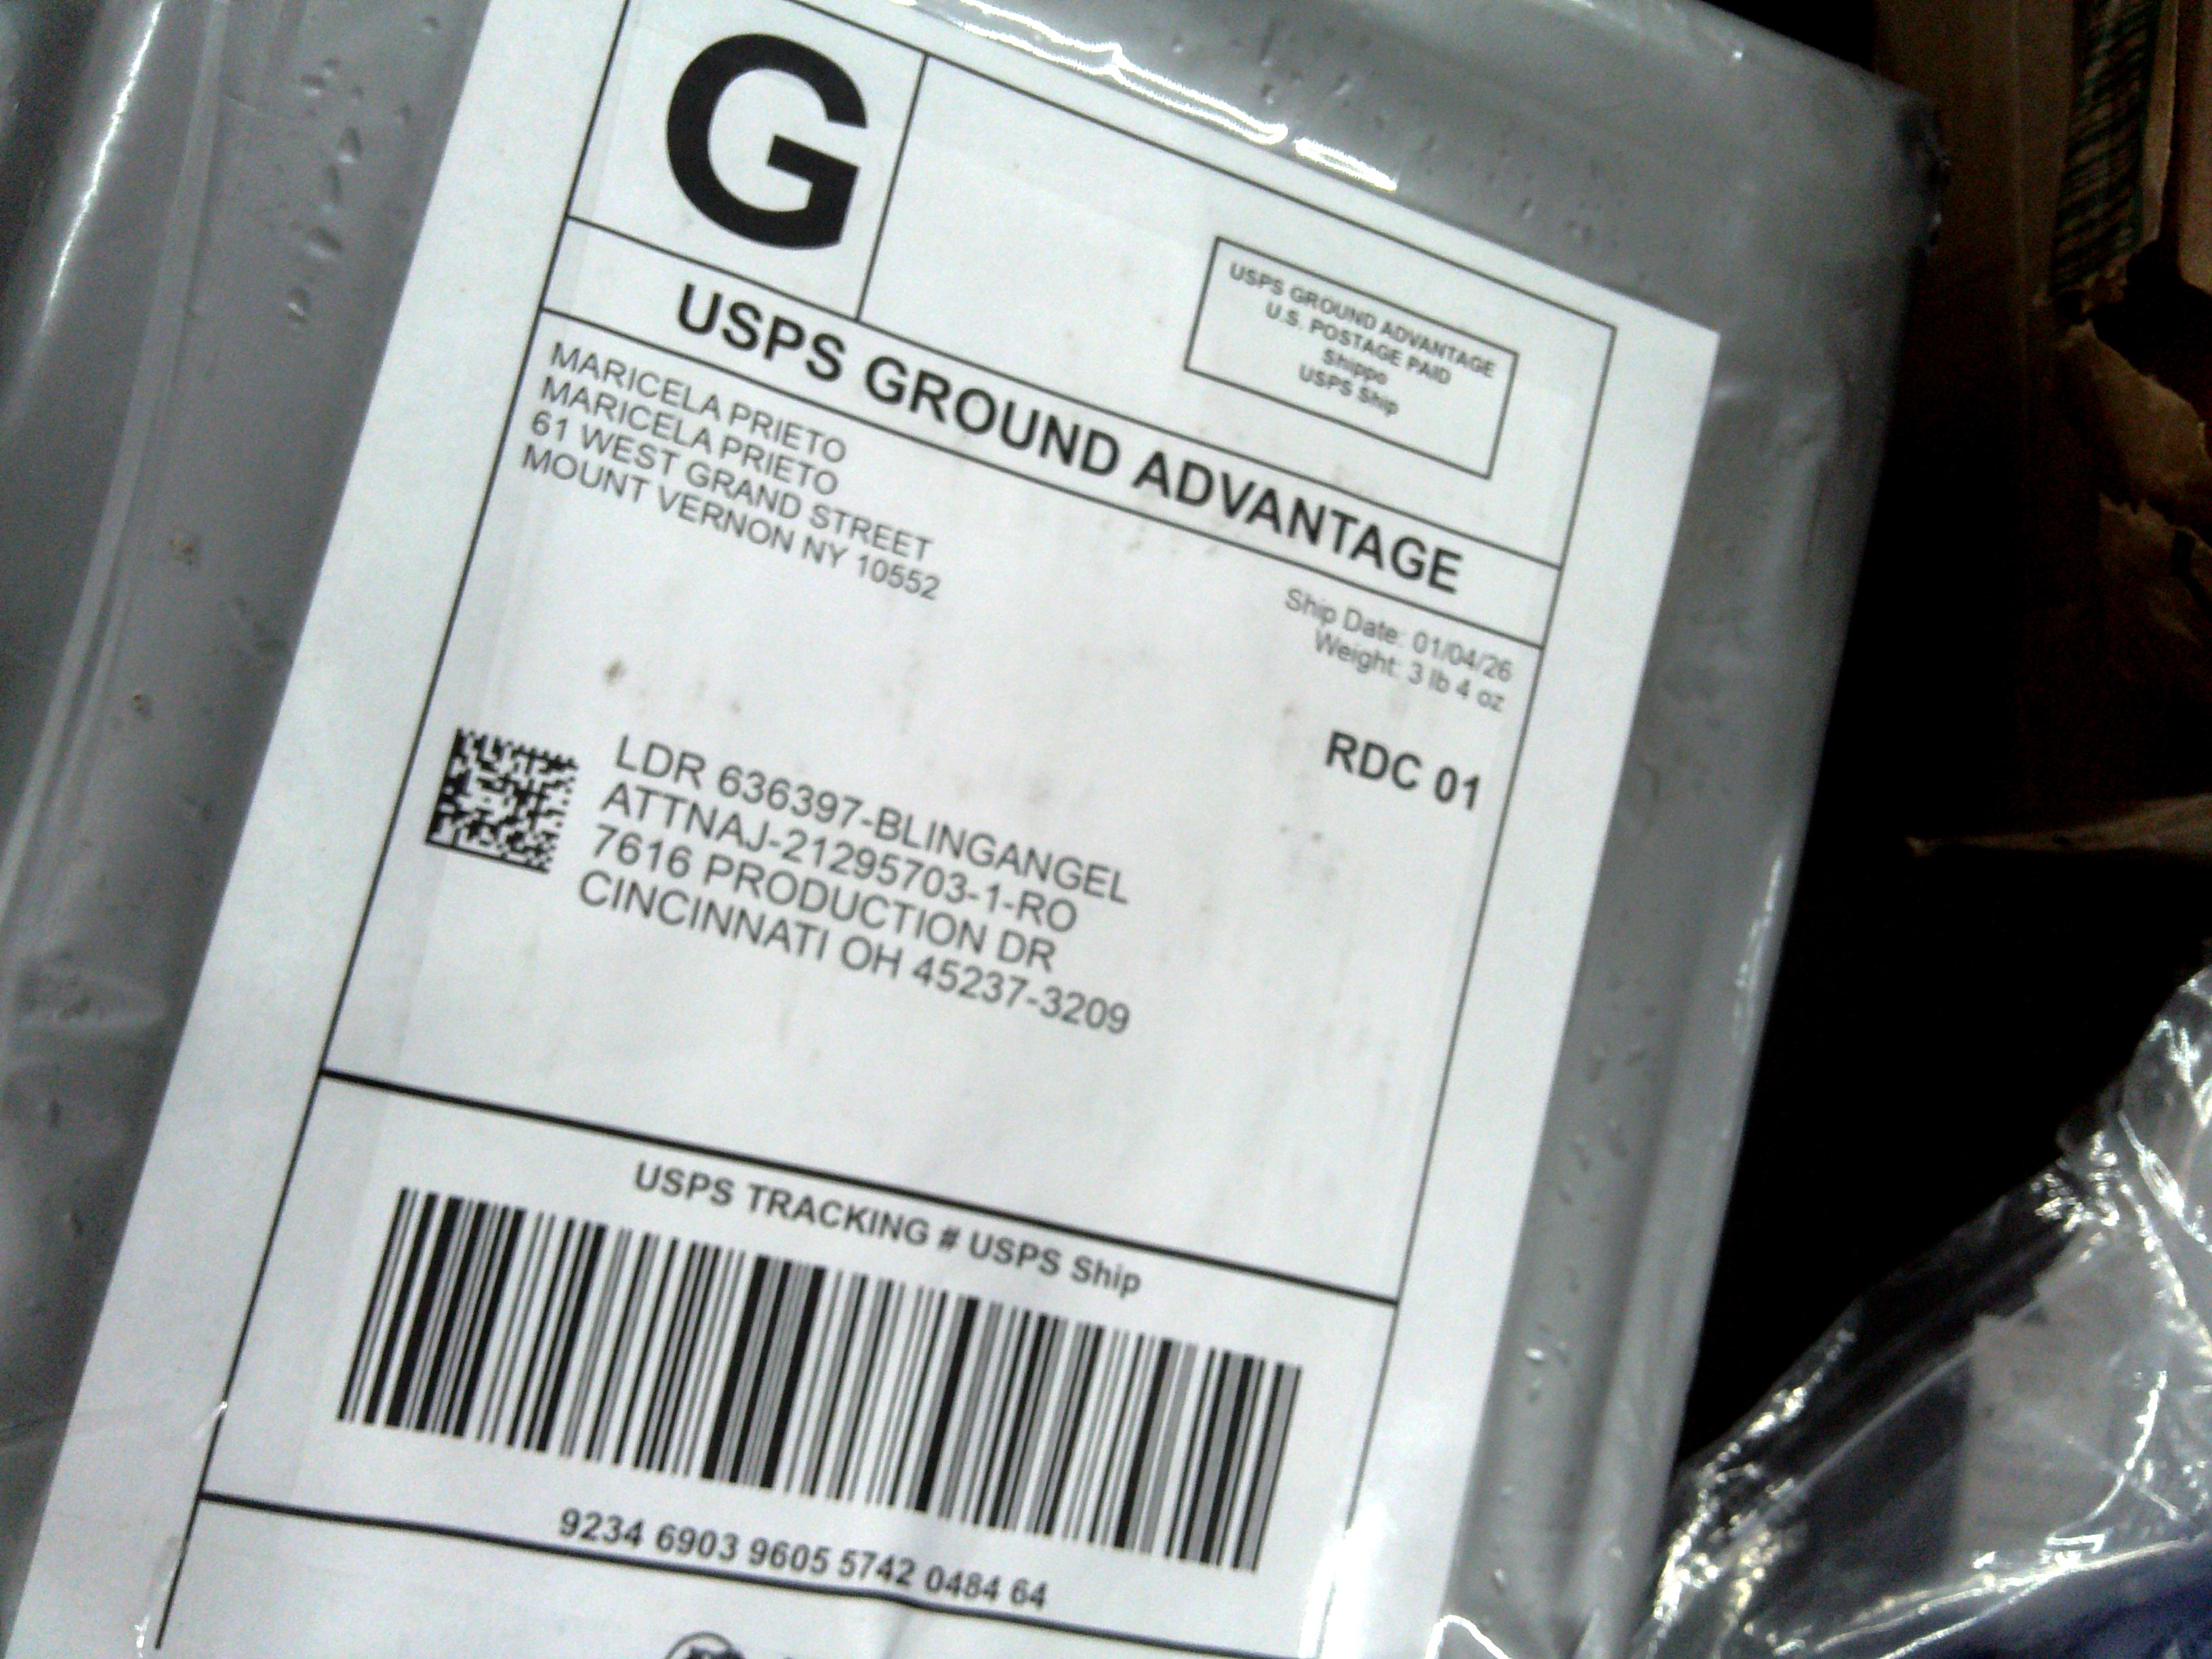 G
USPS GROUND ADVANTAGE
U.S. POSTAGE PAID
Shippo
USPS Ship
USPS GROUND ADVANTAGE
MARICELA PRIETO
MARICELA PRIETO
61 WEST GRAND STREET
MOUNT VERNON NY 10552
Ship Date: 01/04/26
Weight: 3 lb 4 oz
RDC 01
LDR 636397-BLINGANGEL
ATTNAJ-21295703-1-RO
7616 PRODUCTION DR
CINCINNATI OH 45237-3209
USPS TRACKING # USPS Ship
9234 6903 9605 5742 0484 64